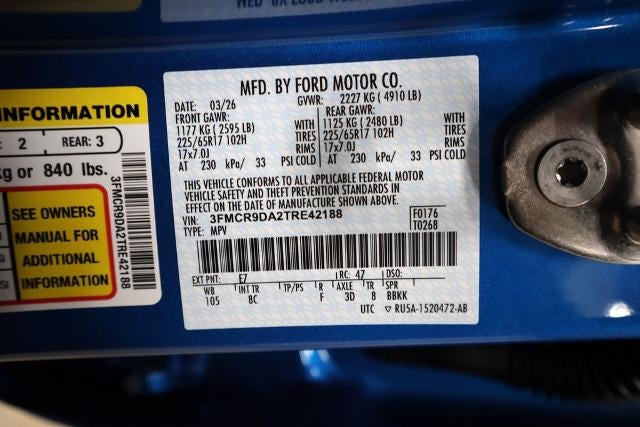 MFD. BY FORD MOTOR CO.
DATE: 03/26 GVWR: 2227 KG ( 4910 LB)
FRONT GAWR: REAR GAWR:
1177 KG ( 2595 LB) WITH 1125 KG ( 2480 LB) WITH
225/65R17 102H TIRES 225/65R17 102H TIRES
17x7.0J RIMS 17x7.0J RIMS
AT 230 kPa/ 33 PSI COLD AT 230 kPa/ 33 PSI COLD
THIS VEHICLE CONFORMS TO ALL APPLICABLE FEDERAL MOTOR
VEHICLE SAFETY AND THEFT PREVENTION STANDARDS IN
EFFECT ON THE DATE OF MANUFACTURE SHOWN ABOVE.
VIN: 3FMCR9DA2TRE42188 F0176
TYPE: MPV T0268
EXT PNT: E7 RC: 47 DSO:
WB INT TR TP/PS R AXLE TR SPR
105 8C F 3D 8 BBKK
UTC ▽ RU5A-1520472-AB
INFORMATION
: 2 REAR: 3
kg or 840 lbs.
SEE OWNERS
MANUAL FOR
ADDITIONAL
INFORMATION
3FMCR9DA2TRE42188